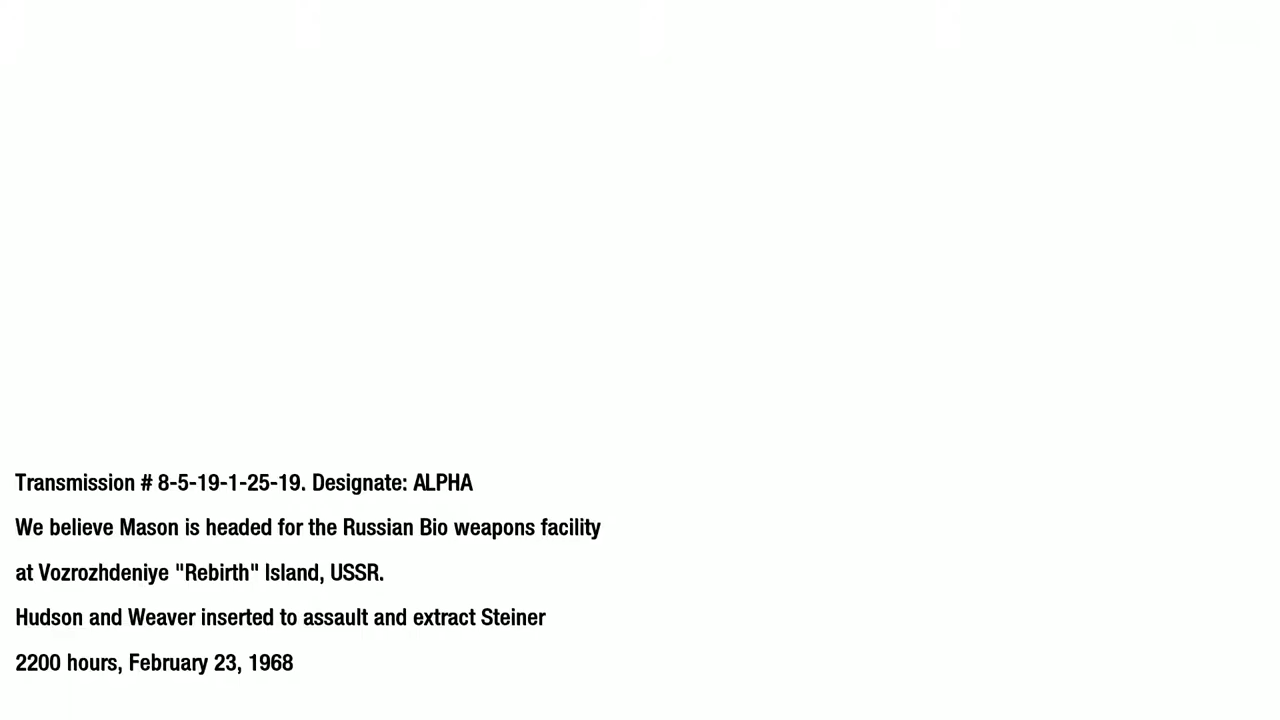 Transmission # 8-5-19-1-25-19. Designate: ALPHA
We believe Mason is headed for the Russian Bio weapons facility
at Vozrozhdeniye "Rebirth" Island, USSR.
Hudson and Weaver inserted to assault and extract Steiner
2200 hours, February 23, 1968